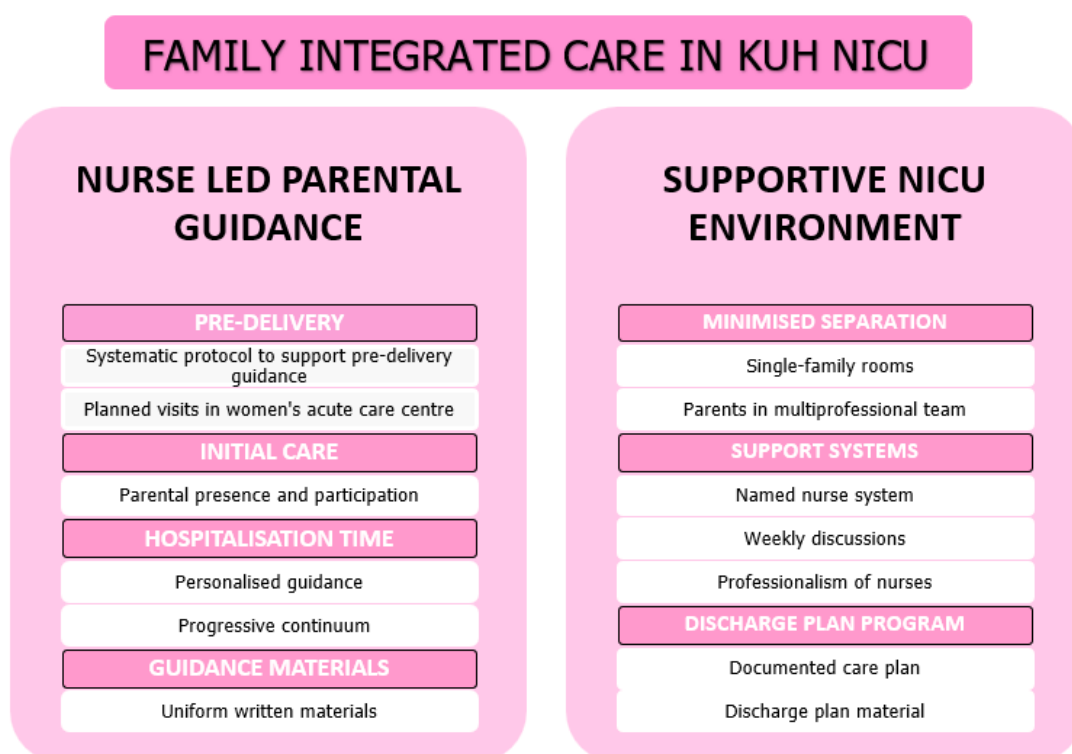 FAMILY INTEGRATED CARE IN KUH NICU
NURSE LED PARENTAL
GUIDANCE
PRE-DELIVERY
Systematic protocol to support pre-delivery
guidance
Planned visits in women's acute care centre
INITIAL CARE
Parental presence and participation
HOSPITALISATION TIME
Personalised guidance
Progressive continuum
GUIDANCE MATERIALS
Uniform written materials
SUPPORTIVE NICU
ENVIRONMENT
MINIMISED SEPARATION
Single-family rooms
Parents in multiprofessional team
SUPPORT SYSTEMS
Named nurse system
Weekly discussions
Professionalism of nurses
DISCHARGE PLAN PROGRAM
Documented care plan
Discharge plan material